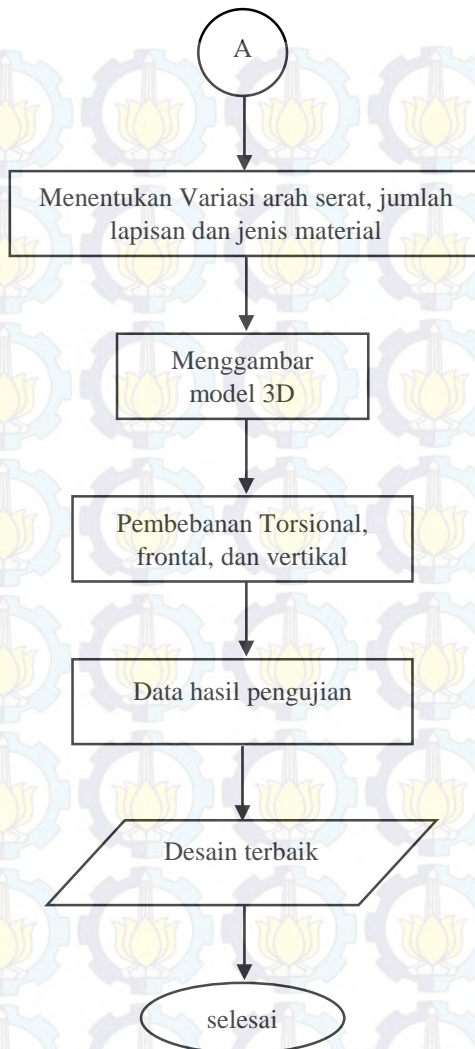 A
Menentukan Variasi arah serat, jumlah
lapisan dan jenis material
Menggambar
model 3D
Pembebanan Torsional,
frontal, dan vertikal
Data hasil pengujian
Desain terbaik
selesai